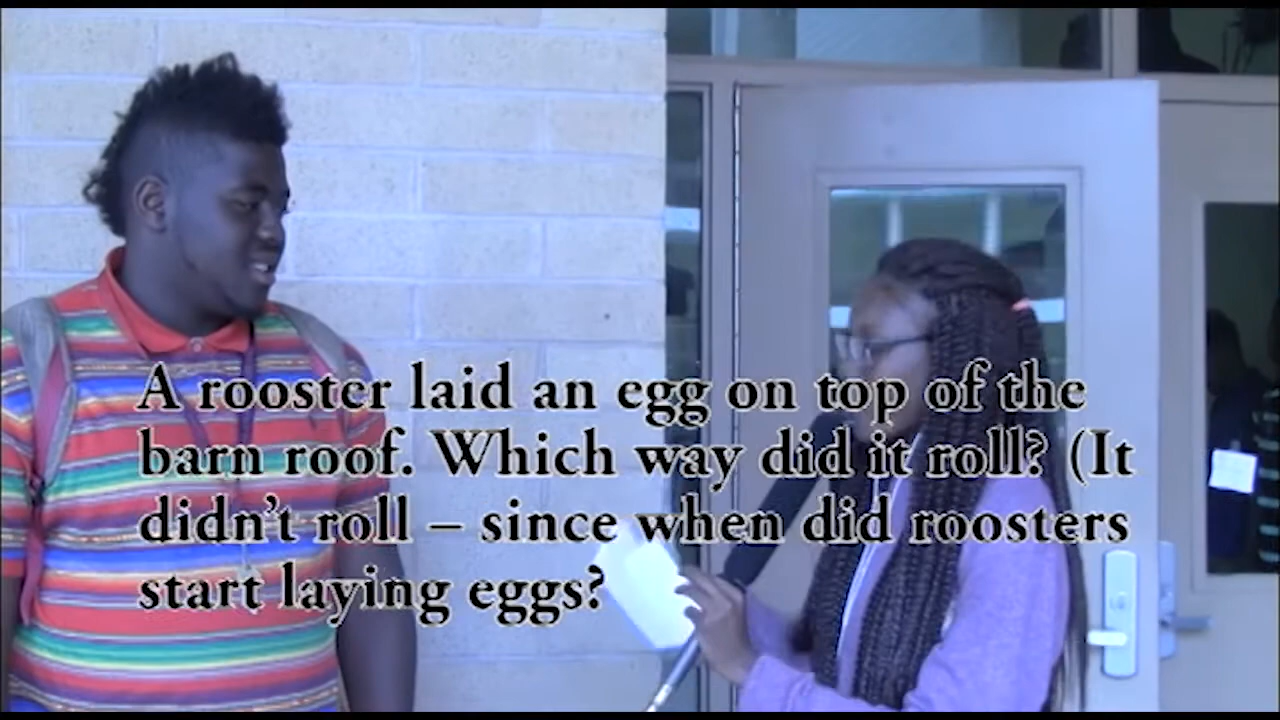 A rooster laid an egg on top of the
barn roof. Which way did it roll? (It
didn’t roll – since when did roosters
start laying eggs?